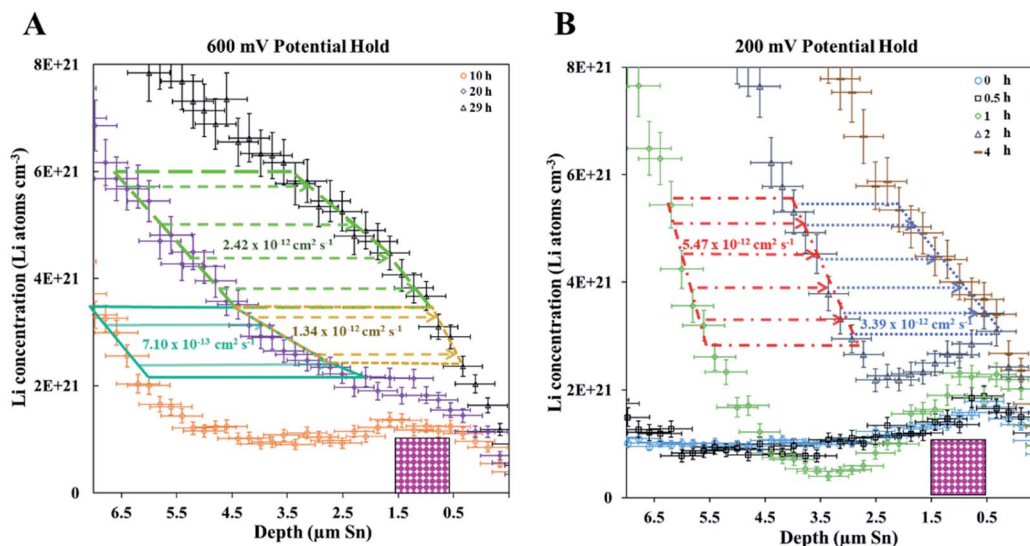 A
600 mV Potential Hold
8E+21
6E+21
4E+21
2E+21
0
Li concentration (Li atoms cm⁻³)
10 h
20 h
29 h
2.42 x 10⁻¹² cm² s⁻¹
1.34 x 10⁻¹² cm² s⁻¹
7.10 x 10⁻¹³ cm² s⁻¹
6.5 5.5 4.5 3.5 2.5 1.5 0.5
Depth (µm Sn)
B
200 mV Potential Hold
8E+21
6E+21
4E+21
2E+21
0
Li concentration (Li atoms cm⁻³)
0 h
0.5 h
1 h
2 h
4 h
5.47 x 10⁻¹² cm² s⁻¹
3.39 x 10⁻¹² cm² s⁻¹
6.5 5.5 4.5 3.5 2.5 1.5 0.5
Depth (µm Sn)